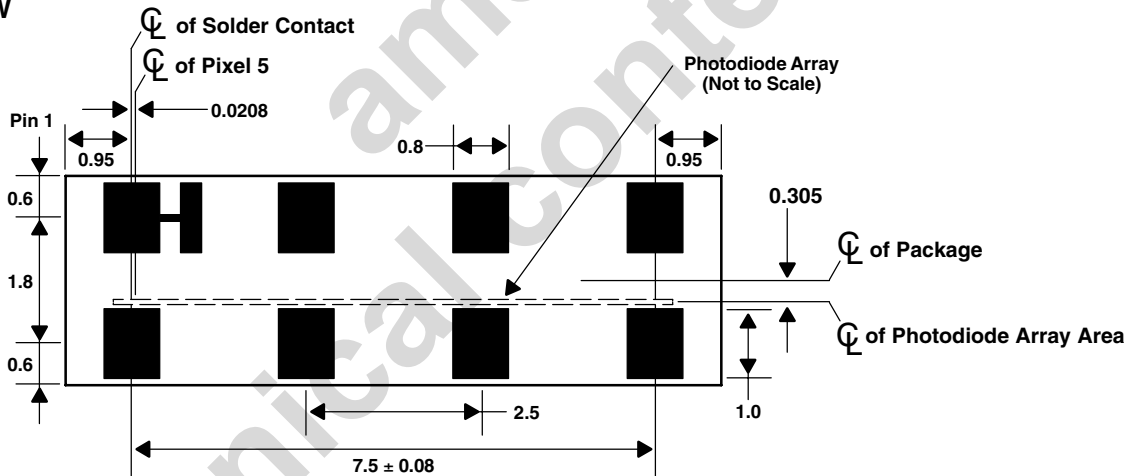 ℄ of Solder Contact
℄ of Pixel 5
Photodiode Array
(Not to Scale)
0.0208
Pin 1
0.95
0.8
0.95
0.6
0.305
℄ of Package
1.8
℄ of Photodiode Array Area
0.6
1.0
2.5
7.5 ± 0.08